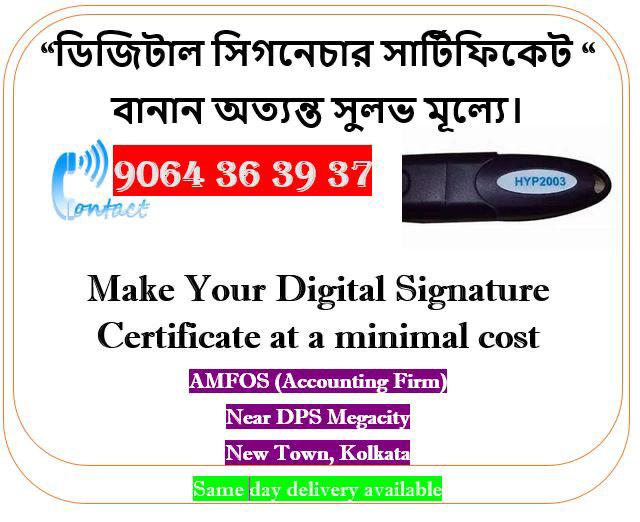 “ডিজিটাল সিগনেচার সার্টিফিকেট “
বানান অত্যন্ত সুলভ মূল্যে।
Contact
9064 36 39 37
HYP2003
Make Your Digital Signature
Certificate at a minimal cost
AMFOS (Accounting Firm)
Near DPS Megacity
New Town, Kolkata
Same day delivery available